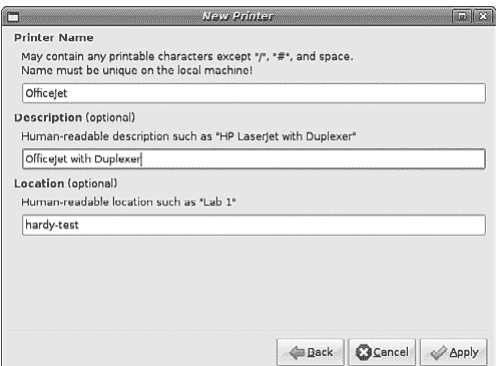 New Printer
Printer Name
May contain any printable characters except "/", "#", and space.
Name must be unique on the local machine!
OfficeJet
Description (optional)
Human-readable description such as "HP LaserJet with Duplexer"
OfficeJet with Duplexer
Location (optional)
Human-readable location such as "Lab 1"
hardy-test
Back Cancel Apply